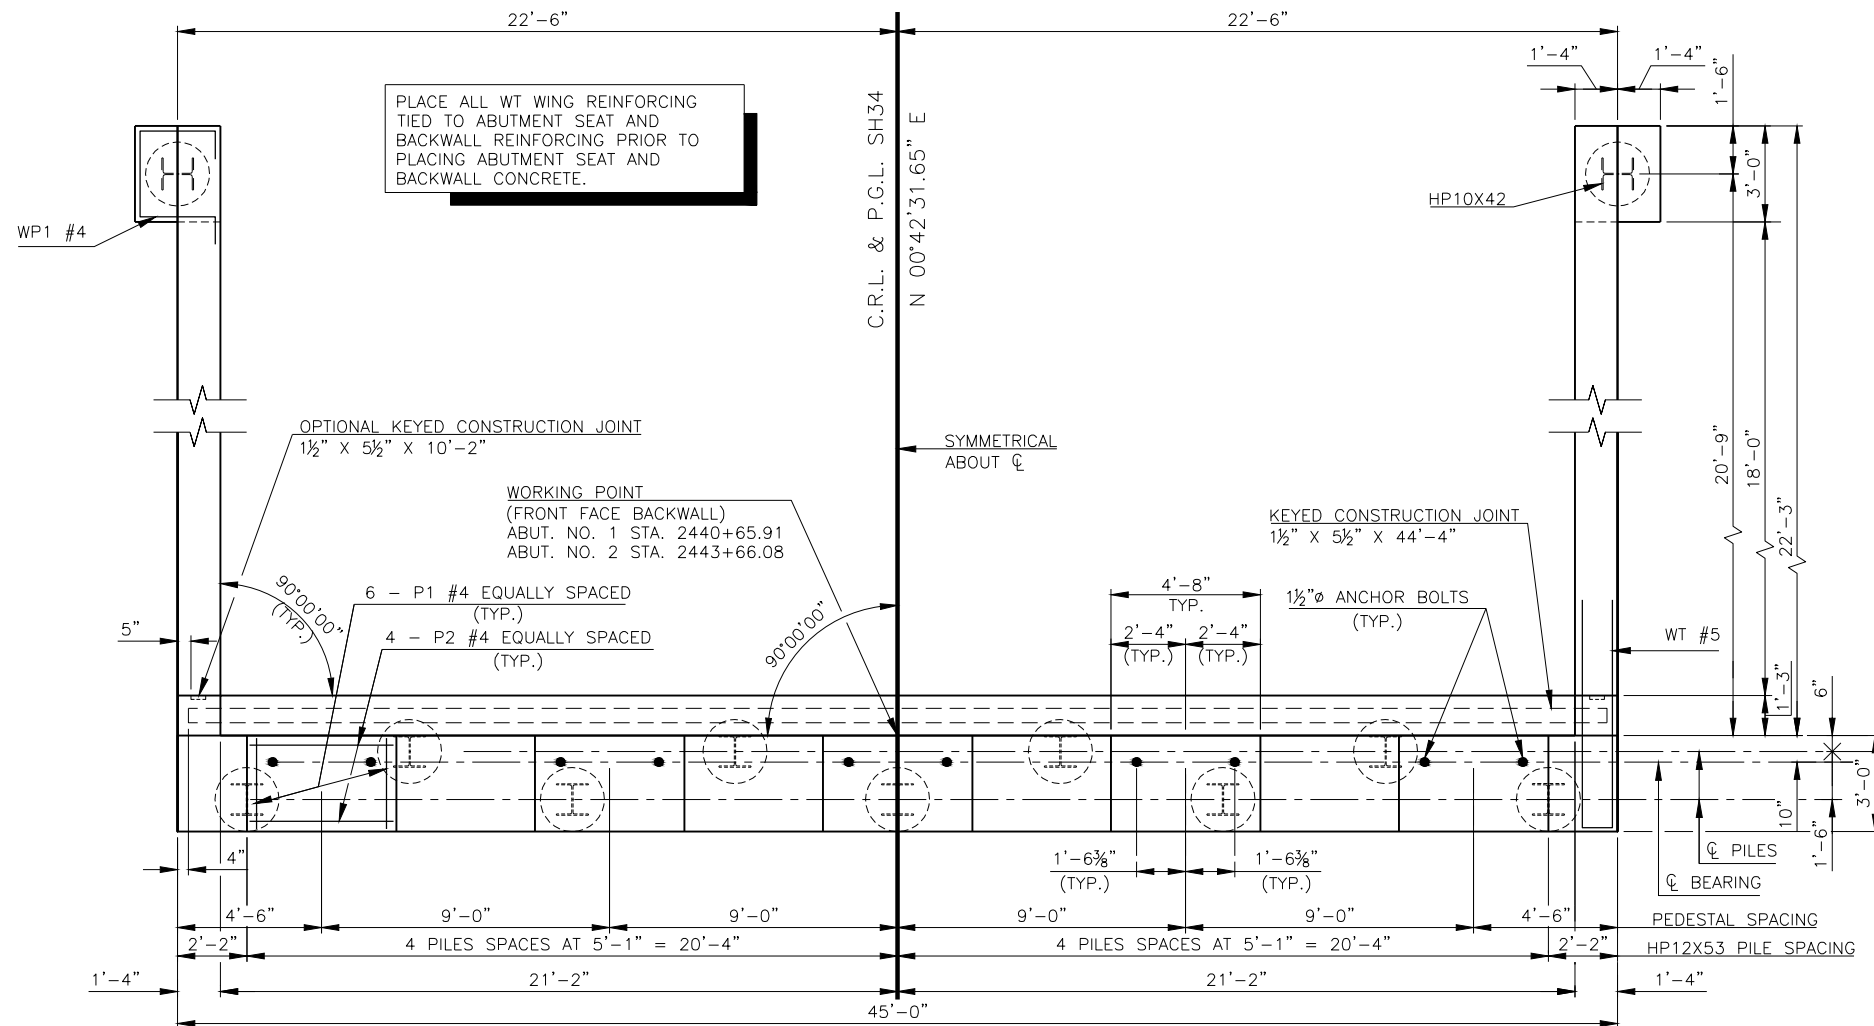 22'-6"
22'-6"
1'-4"
1'-4"
1'-6"
PLACE ALL WT WING REINFORCING
TIED TO ABUTMENT SEAT AND
BACKWALL REINFORCING PRIOR TO
PLACING ABUTMENT SEAT AND
BACKWALL CONCRETE.
C.R.L. & P.G.L. SH34
N 00°42'31.65" E
WP1 #4
HP10X42
3'-0"
20'-9"
18'-0"
22'-3"
OPTIONAL KEYED CONSTRUCTION JOINT
1½" X 5½" X 10'-2"
SYMMETRICAL
ABOUT ℄
WORKING POINT
(FRONT FACE BACKWALL)
ABUT. NO. 1 STA. 2440+65.91
ABUT. NO. 2 STA. 2443+66.08
KEYED CONSTRUCTION JOINT
1½" X 5½" X 44'-4"
90°00'00"
(TYP.)
6 - P1 #4 EQUALLY SPACED
(TYP.)
4 - P2 #4 EQUALLY SPACED
(TYP.)
90°00'00"
4'-8"
TYP.
2'-4"
(TYP.)
2'-4"
(TYP.)
1½"ø ANCHOR BOLTS
(TYP.)
WT #5
5"
1'-3"
6"
3'-0"
10"
1'-6"
4"
1'-6⅜"
(TYP.)
1'-6⅜"
(TYP.)
℄ PILES
℄ BEARING
4'-6"
9'-0"
9'-0"
9'-0"
9'-0"
4'-6"
PEDESTAL SPACING
2'-2"
4 PILES SPACES AT 5'-1" = 20'-4"
4 PILES SPACES AT 5'-1" = 20'-4"
2'-2"
HP12X53 PILE SPACING
1'-4"
21'-2"
21'-2"
1'-4"
45'-0"